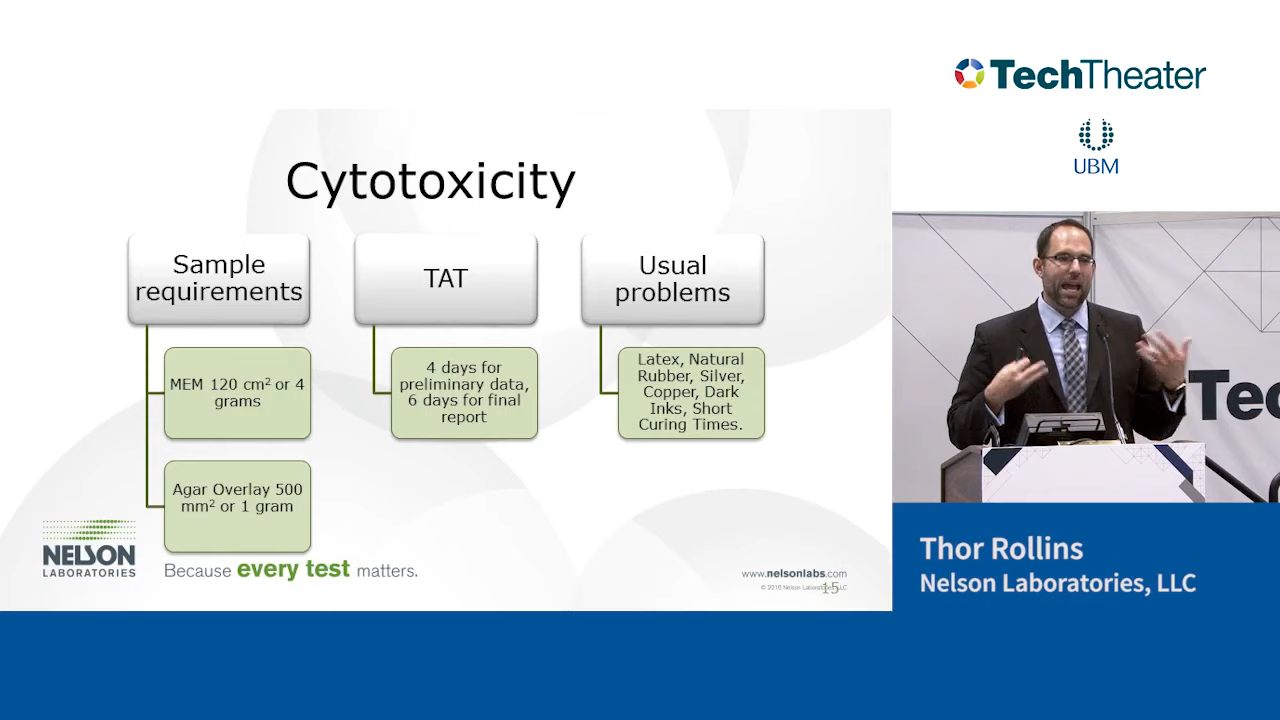 TechTheater
UBM
Cytotoxicity
Sample
requirements
MEM 120 cm² or 4
grams
Agar Overlay 500
mm² or 1 gram
TAT
4 days for
preliminary data,
6 days for final
report
Usual
problems
Latex, Natural
Rubber, Silver,
Copper, Dark
Inks, Short
Curing Times.
NELSON
LABORATORIES
Because every test matters.
www.nelsonlabs.com
© 2016 Nelson Laboratories, LLC
15
Tec
Thor Rollins
Nelson Laboratories, LLC